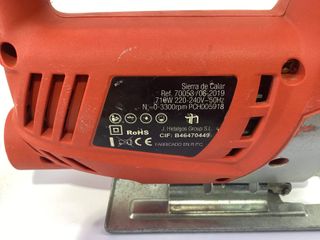 Sierra de Calar
Ref. 70053 /06-2019
710W 220-240V~50Hz
N₀-0-3300rpm PCH005918
J. Hidalgos Group S.L.
RoHS
CIF: B46470449
FABRICADO EN P.R.C.